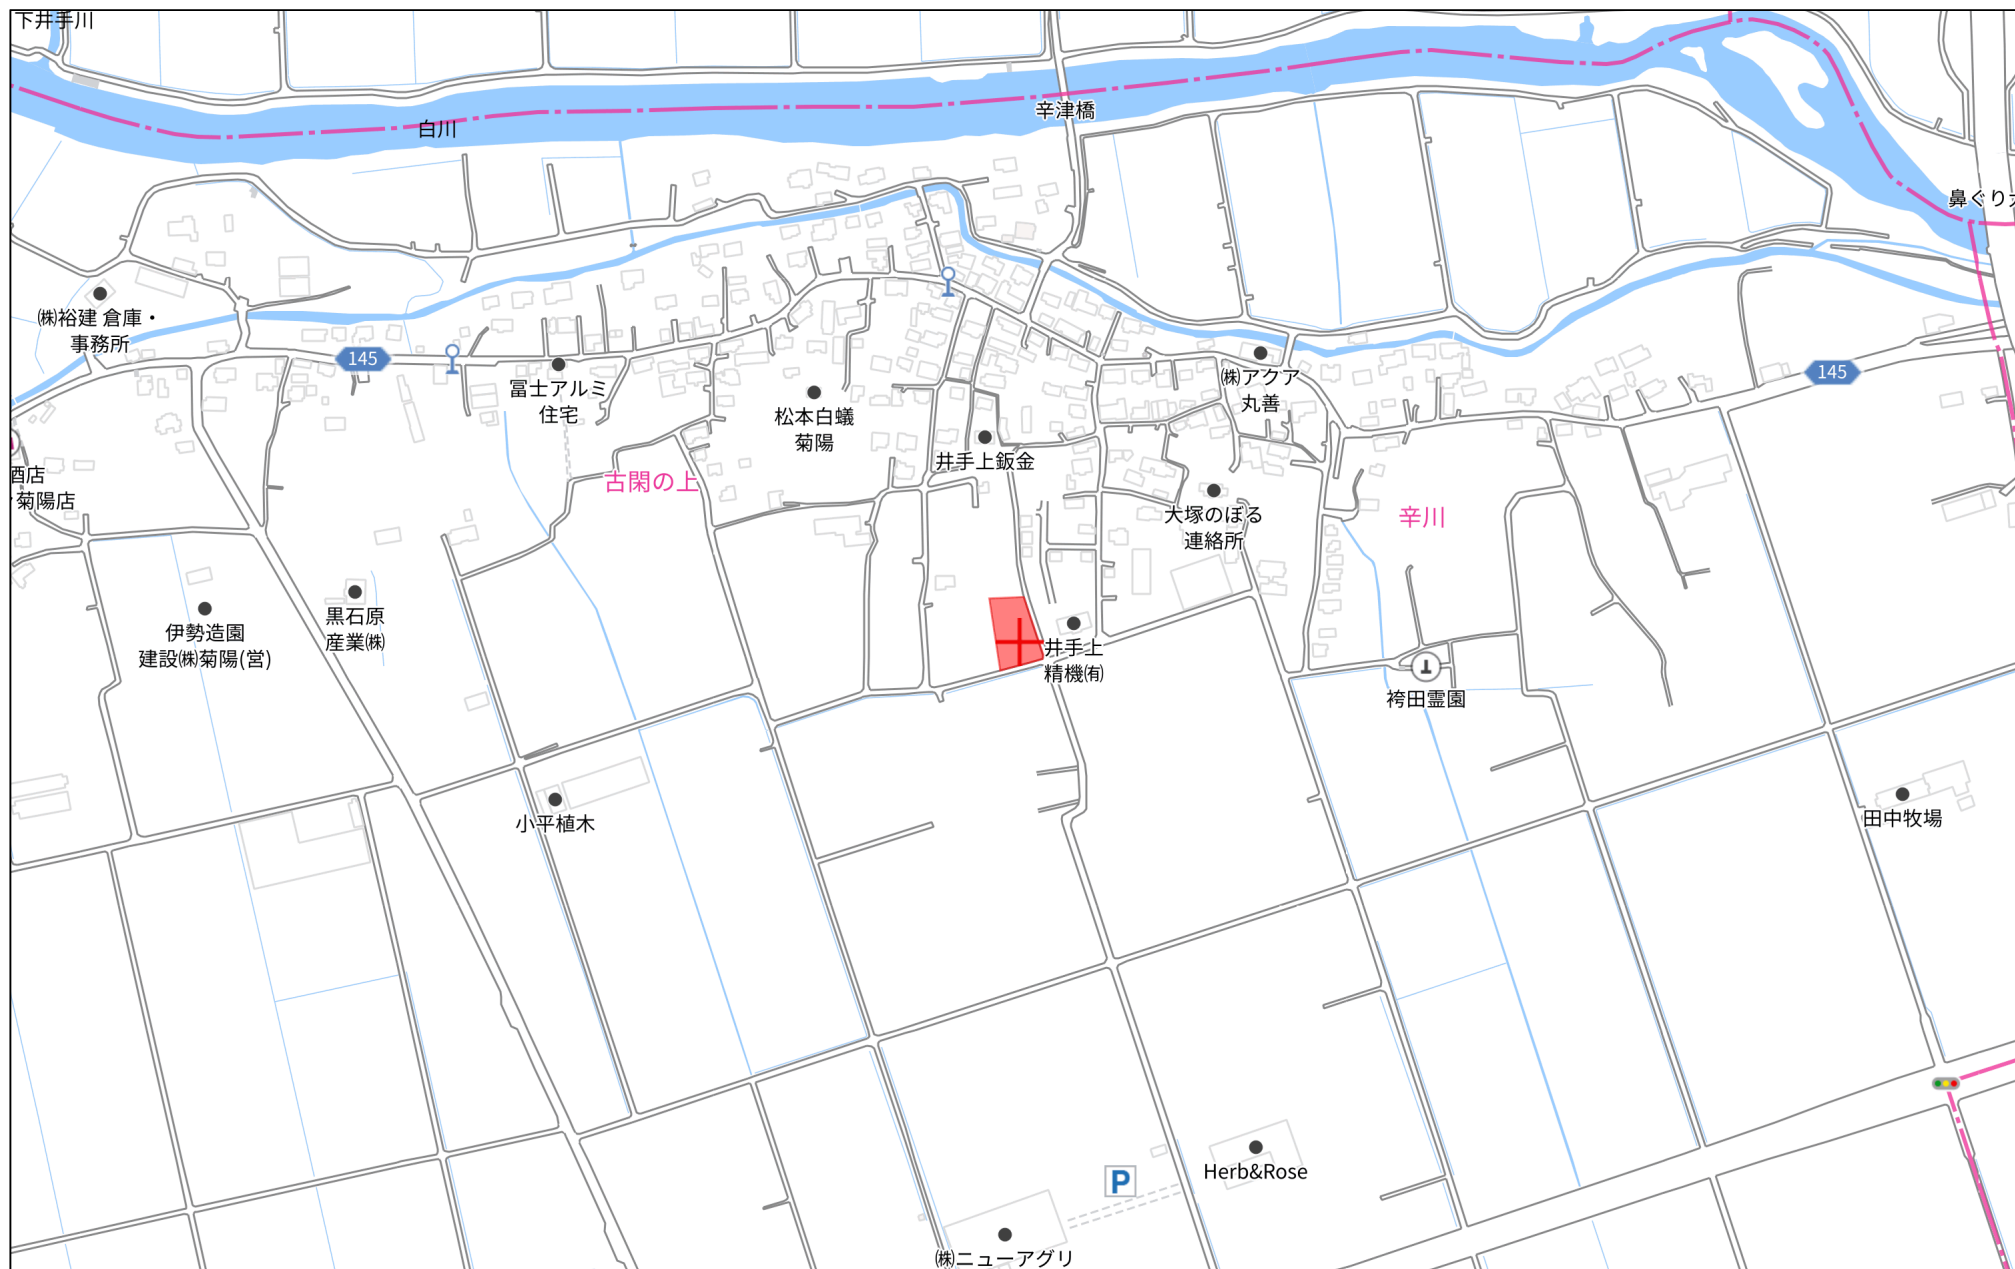 下井手川
白川
辛津橋
鼻ぐり
㈱裕建 倉庫・
事務所
145
冨士アルミ
住宅
松本白蟻
菊陽
㈱アクア
丸善
145
酒店
菊陽店
古閑の上
井手上鈑金
大塚のぼる
連絡所
辛川
伊勢造園
建設㈱菊陽(営)
黒石原
産業㈱
井手上
精機㈲
袴田霊園
小平植木
田中牧場
P
Herb&Rose
㈱ニューアグリ